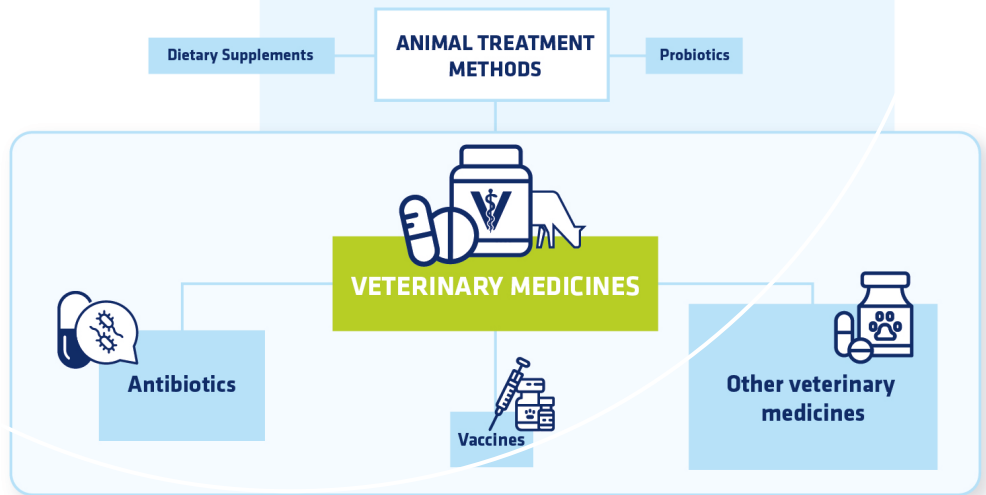 Dietary Supplements
ANIMAL TREATMENT
METHODS
Probiotics
V
VETERINARY MEDICINES
Antibiotics
Vaccines
Other veterinary
medicines